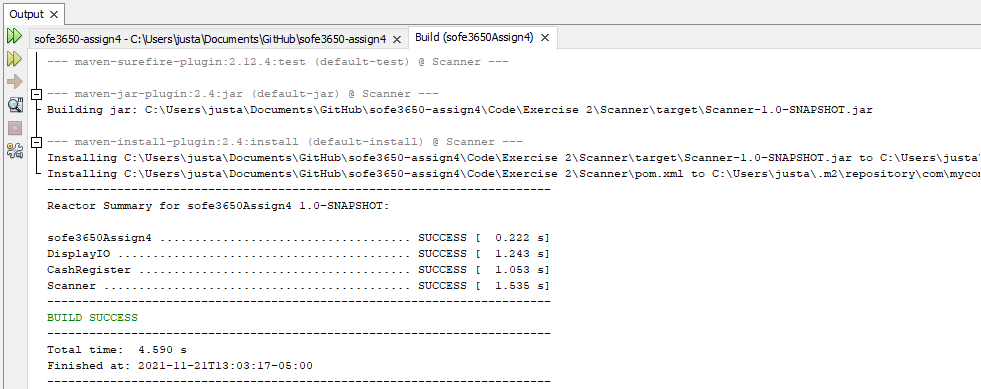 Output
sofe3650-assign4 - C:\Users\justa\Documents\GitHub\sofe3650-assign4
Build (sofe3650Assign4)
--- maven-surefire-plugin:2.12.4:test (default-test) @ Scanner ---
--- maven-jar-plugin:2.4:jar (default-jar) @ Scanner ---
Building jar: C:\Users\justa\Documents\GitHub\sofe3650-assign4\Code\Exercise 2\Scanner\target\Scanner-1.0-SNAPSHOT.jar
--- maven-install-plugin:2.4:install (default-install) @ Scanner ---
Installing C:\Users\justa\Documents\GitHub\sofe3650-assign4\Code\Exercise 2\Scanner\target\Scanner-1.0-SNAPSHOT.jar to C:\Users\justa
Installing C:\Users\justa\Documents\GitHub\sofe3650-assign4\Code\Exercise 2\Scanner\pom.xml to C:\Users\justa\.m2\repository\com\mycom
------------------------------------------------------------------------
Reactor Summary for sofe3650Assign4 1.0-SNAPSHOT:
sofe3650Assign4 .................................... SUCCESS [  0.222 s]
DisplayIO .......................................... SUCCESS [  1.243 s]
CashRegister ....................................... SUCCESS [  1.053 s]
Scanner ............................................ SUCCESS [  1.535 s]
------------------------------------------------------------------------
BUILD SUCCESS
------------------------------------------------------------------------
Total time:  4.590 s
Finished at: 2021-11-21T13:03:17-05:00
------------------------------------------------------------------------